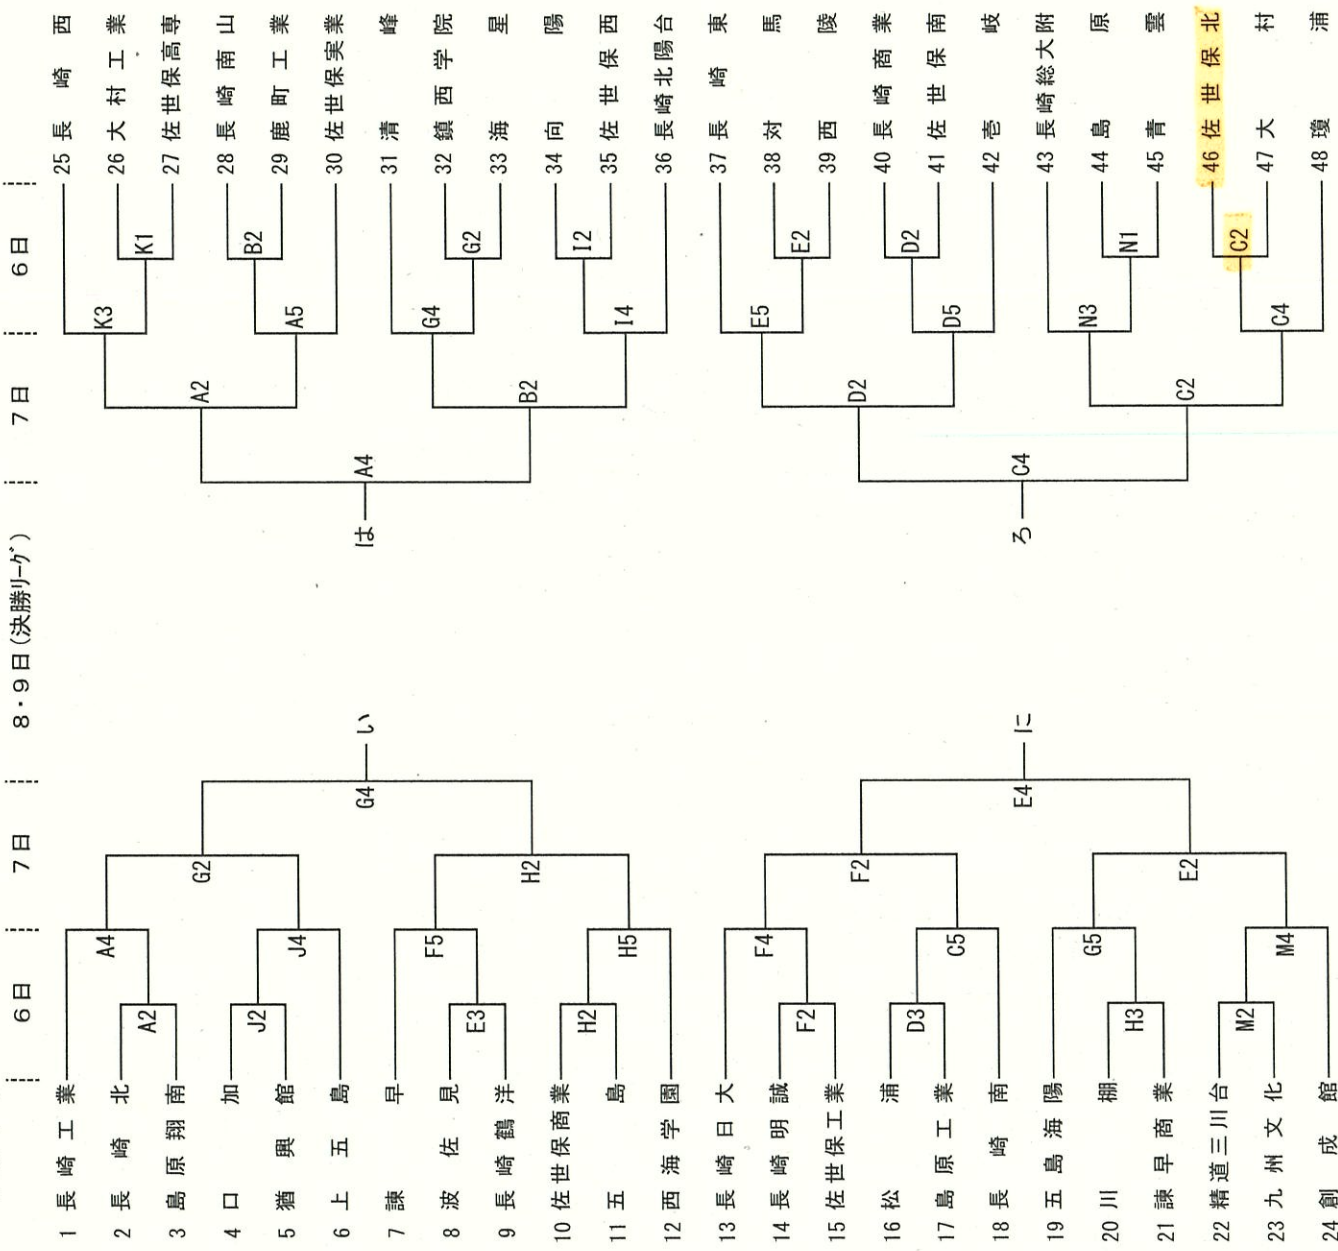 6日
7日
8・9日(決勝リーグ)
7日
6日
1 長崎工業
2 長崎北
3 島原翔南
4 口加
5 猶興館
6 上五島
7 諫早
8 波佐見
9 長崎鶴洋
10 佐世保商業
11 五島
12 西海学園
13 長崎日大
14 長崎明誠
15 佐世保工業
16 松浦
17 島原工業
18 長崎南
19 五島海陽
20 川棚
21 諫早商業
22 精道三川台
23 九州文化
24 創成館
A2
J2
E3
H2
F2
D3
H3
M2
A4
J4
F5
H5
F4
C5
G5
M4
G2
H2
F2
E2
G4
E4
い
に
は
ろ
A4
C4
A2
B2
D2
C2
K3
A5
G4
I4
E5
D5
N3
C4
K1
B2
G2
I2
E2
D2
N1
C2
25 長崎西
26 大村工業
27 佐世保高専
28 長崎南山
29 鹿町工業
30 佐世保実業
31 清峰
32 鎮西学院
33 海星
34 向陽
35 佐世保西
36 長崎北陽台
37 長崎東
38 対馬
39 西陵
40 長崎商業
41 佐世保南
42 壱岐
43 長崎総大附
44 島原
45 青雲
46 佐世保北
47 大村
48 瓊浦